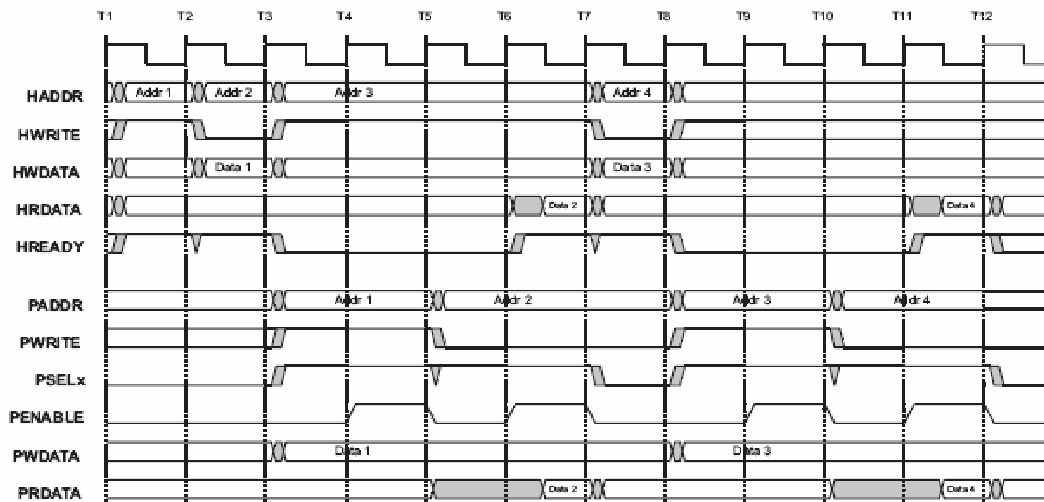 T1 T2 T3 T4 T5 T6 T7 T8 T9 T10 T11 T12
HADDR Addr 1 Addr 2 Addr 3 Addr 4
HWRITE
HWDATA Data 1 Data 3
HRDATA Data 2 Data 4
HREADY
PADDR Addr 1 Addr 2 Addr 3 Addr 4
PWRITE
PSELx
PENABLE
PWDATA Data 1 Data 3
PRDATA Data 2 Data 4